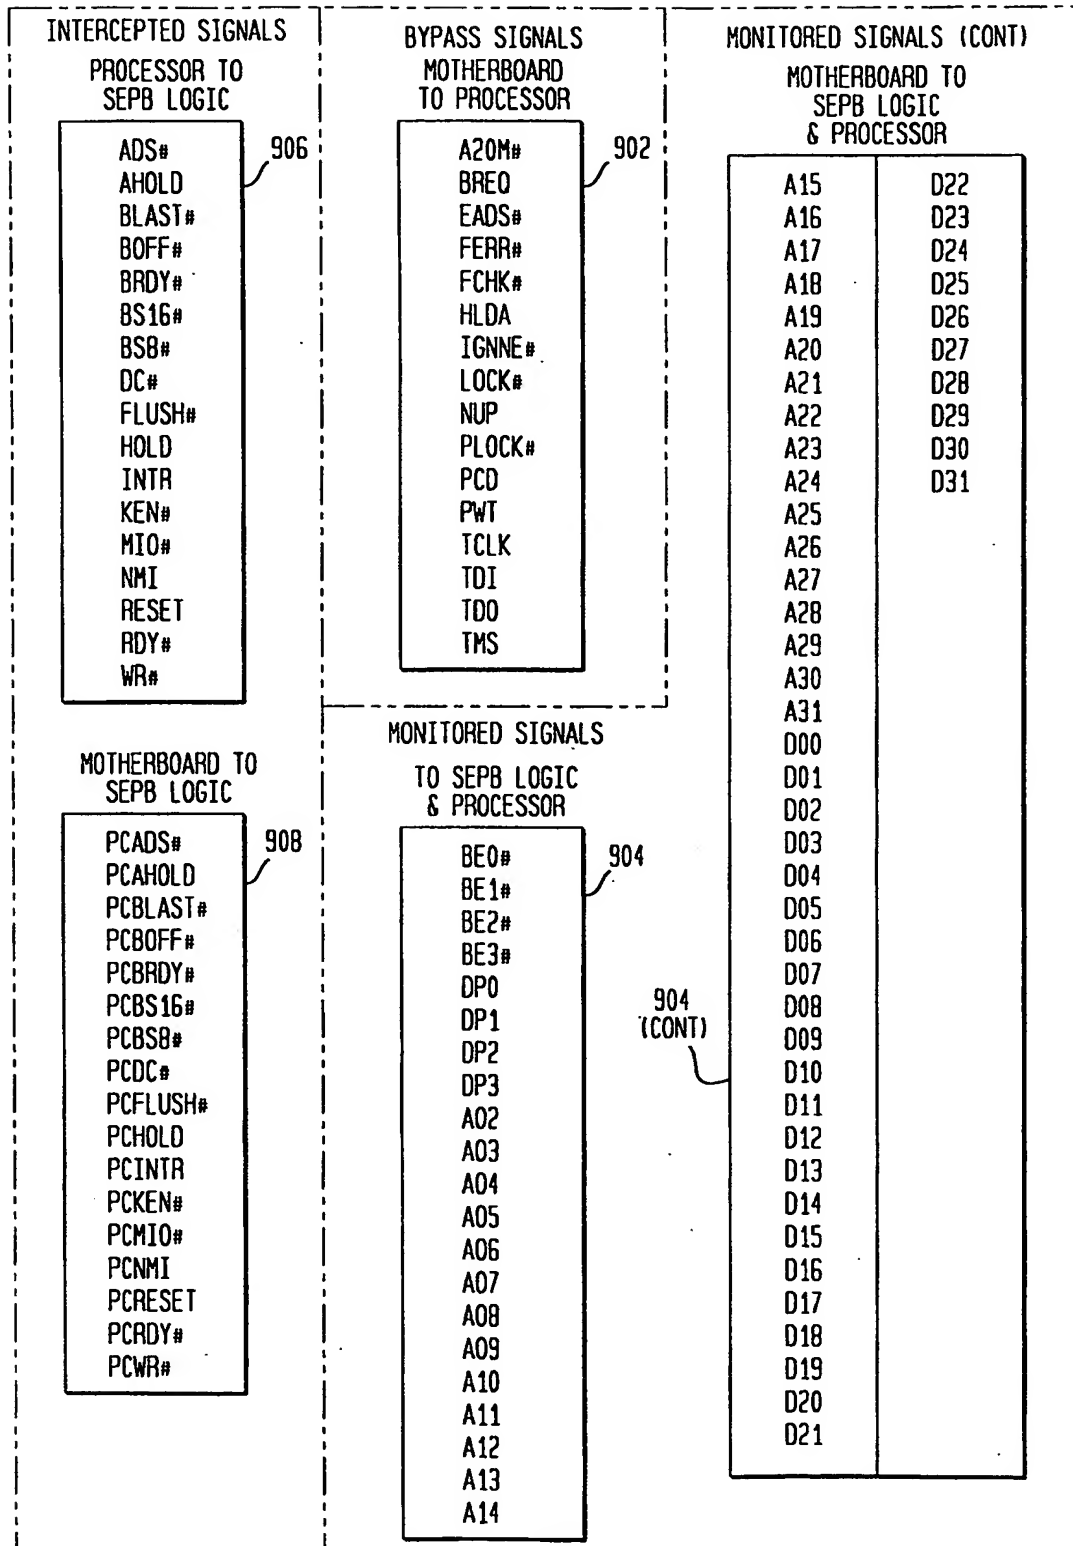 INTERCEPTED SIGNALS
PROCESSOR TO
SEPB LOGIC
906
ADS#
AHOLD
BLAST#
BOFF#
BRDY#
BS16#
BS8#
DC#
FLUSH#
HOLD
INTR
KEN#
MIO#
NMI
RESET
RDY#
WR#
MOTHERBOARD TO
SEPB LOGIC
908
PCADS#
PCAHOLD
PCBLAST#
PCBOFF#
PCBRDY#
PCBS16#
PCBS8#
PCDC#
PCFLUSH#
PCHOLD
PCINTR
PCKEN#
PCMIO#
PCNMI
PCRESET
PCRDY#
PCWR#
BYPASS SIGNALS
MOTHERBOARD
TO PROCESSOR
902
A20M#
BREQ
EADS#
FERR#
FCHK#
HLDA
IGNNE#
LOCK#
NUP
PLOCK#
PCD
PWT
TCLK
TDI
TDO
TMS
MONITORED SIGNALS
TO SEPB LOGIC
& PROCESSOR
904
BE0#
BE1#
BE2#
BE3#
DP0
DP1
DP2
DP3
A02
A03
A04
A05
A06
A07
A08
A09
A10
A11
A12
A13
A14
MONITORED SIGNALS (CONT)
MOTHERBOARD TO
SEPB LOGIC
& PROCESSOR
904
(CONT)
A15
A16
A17
A18
A19
A20
A21
A22
A23
A24
A25
A26
A27
A28
A29
A30
A31
D00
D01
D02
D03
D04
D05
D06
D07
D08
D09
D10
D11
D12
D13
D14
D15
D16
D17
D18
D19
D20
D21
D22
D23
D24
D25
D26
D27
D28
D29
D30
D31